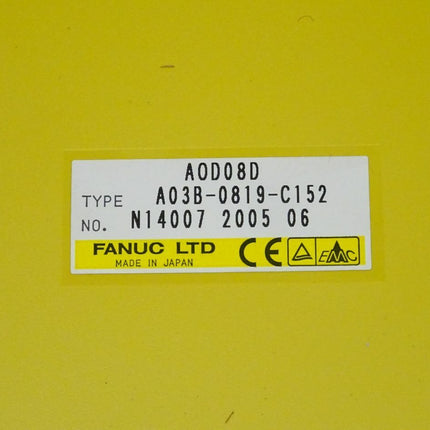 AOD08D
TYPE A03B-0819-C152
NO. N14007 2005 06
FANUC LTD CE EMC
MADE IN JAPAN